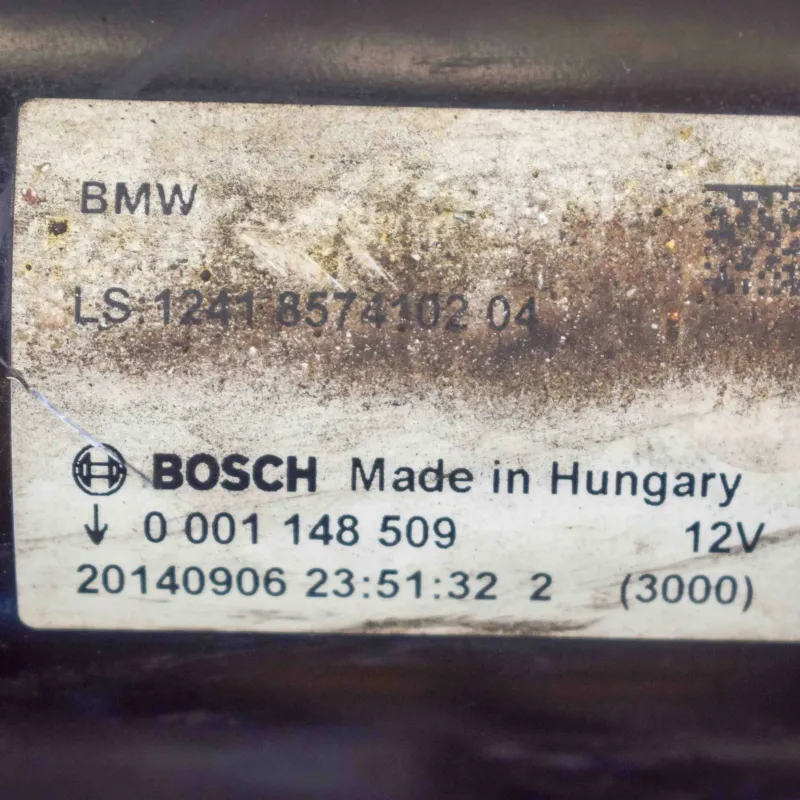 BMW
LS:1241 8574102 04
BOSCH Made in Hungary
↓ 0 001 148 509 12V
20140906 23:51:32 2 (3000)